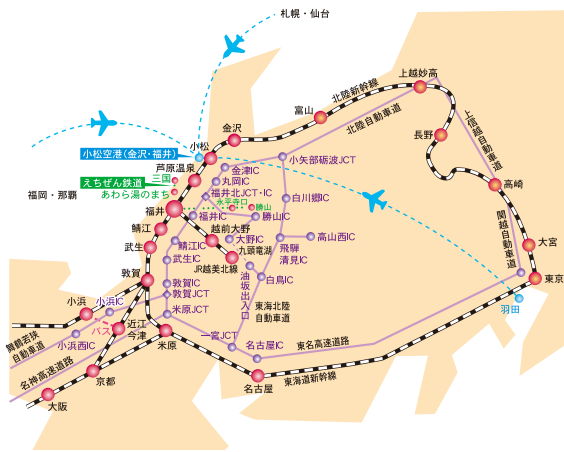 札幌・仙台
上越妙高
北陸新幹線
富山
北陸自動車道
上信越自動車道
長野
金沢
小松
小松空港(金沢・福井)
小矢部砺波JCT
芦原温泉
金津IC
三国
丸岡IC
えちぜん鉄道
あわら湯のまち
福井北JCT・IC
白川郷IC
高崎
福岡・那覇
永平寺口
勝山
福井
福井IC
勝山IC
関越自動車道
鯖江
越前大野
大野IC
高山西IC
鯖江IC
九頭竜湖
飛騨
清見IC
大宮
武生
武生IC
JR越美北線
白鳥IC
東京
敦賀
敦賀IC
油坂出入口
敦賀JCT
小浜
小浜IC
米原JCT
東海北陸
自動車道
羽田
バス
近江
今津
舞鶴若狭
自動車道
小浜西IC
米原
一宮JCT
名古屋IC
東名高速道路
名神高速道路
京都
名古屋
東海道新幹線
大阪